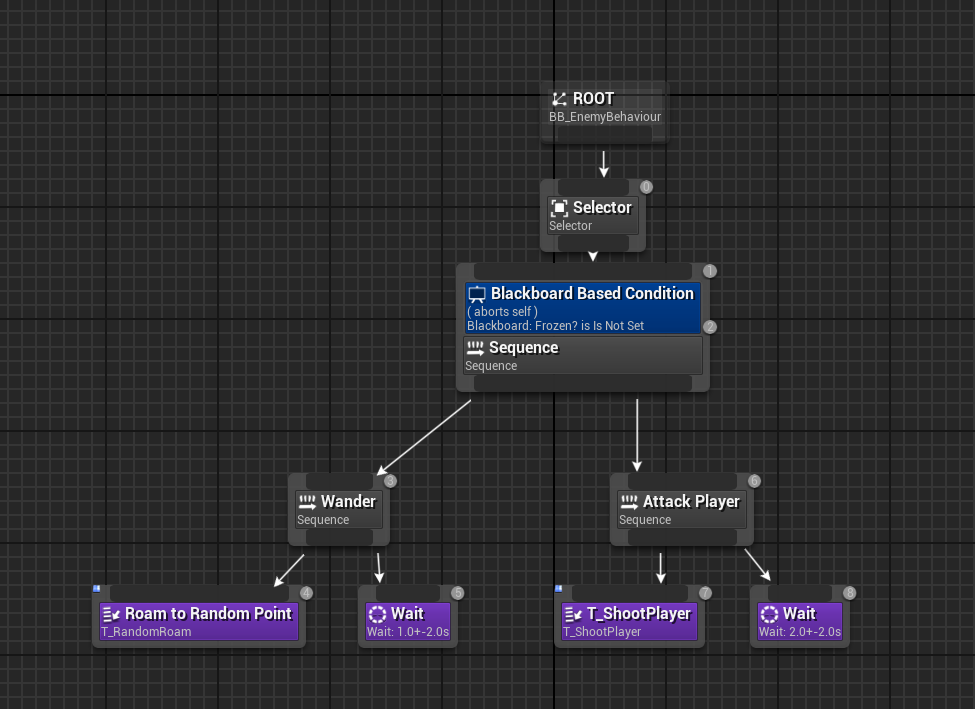 ROOT
BB_EnemyBehaviour
0
Selector
Selector
1
Blackboard Based Condition
( aborts self )
Blackboard: Frozen? is Is Not Set
2
Sequence
Sequence
3
Wander
Sequence
6
Attack Player
Sequence
4
Roam to Random Point
T_RandomRoam
5
Wait
Wait: 1.0+-2.0s
7
T_ShootPlayer
T_ShootPlayer
8
Wait
Wait: 2.0+-2.0s